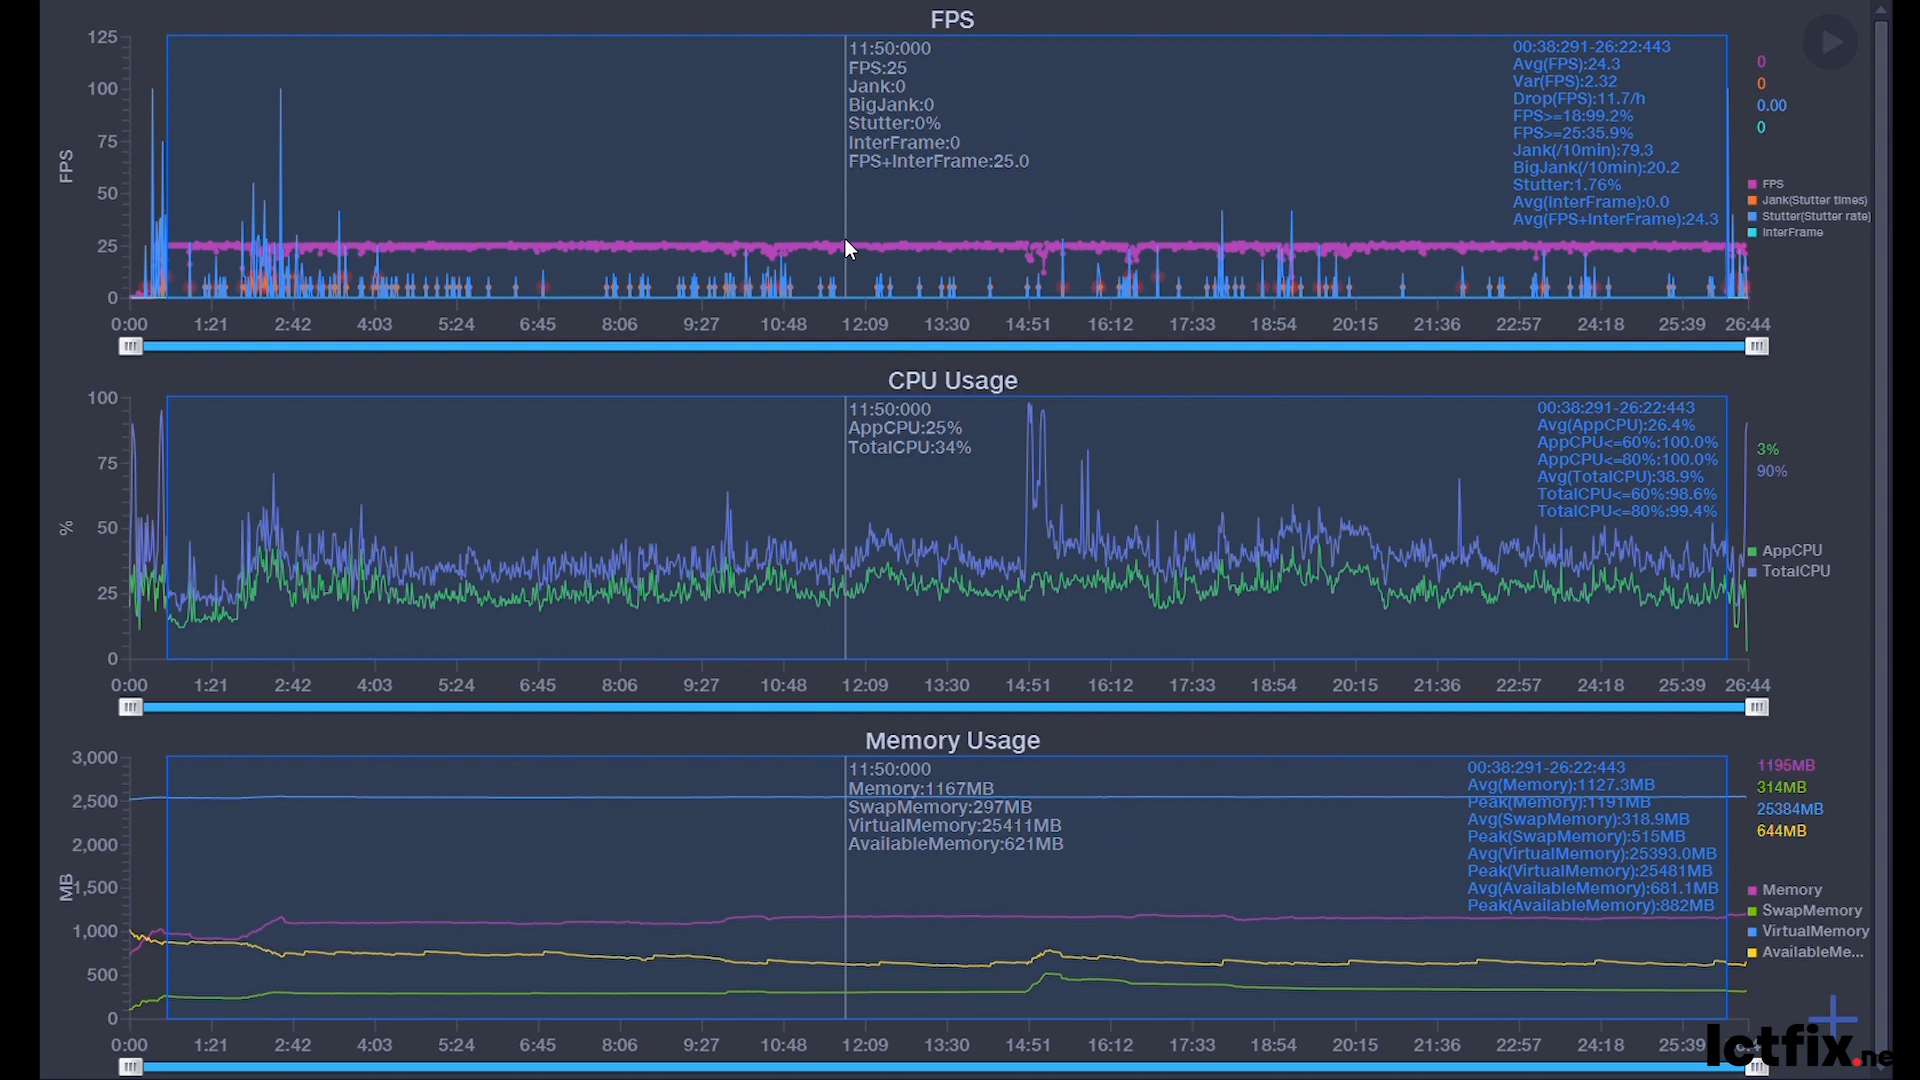 FPS
125
100
75
50
25
0
FPS
11:50:000
FPS:25
Jank:0
BigJank:0
Stutter:0%
InterFrame:0
FPS+InterFrame:25.0
00:38:291-26:22:443
Avg(FPS):24.3
Var(FPS):2.32
Drop(FPS):11.7/h
FPS>=18:99.2%
FPS>=25:35.9%
Jank(/10min):79.3
BigJank(/10min):20.2
Stutter:1.76%
Avg(InterFrame):0.0
Avg(FPS+InterFrame):24.3
0
0
0.00
0
FPS
Jank(Stutter times)
Stutter(Stutter rate)
InterFrame
0:00 1:21 2:42 4:03 5:24 6:45 8:06 9:27 10:48 12:09 13:30 14:51 16:12 17:33 18:54 20:15 21:36 22:57 24:18 25:39 26:44
CPU Usage
100
75
50
25
0
%
11:50:000
AppCPU:25%
TotalCPU:34%
00:38:291-26:22:443
Avg(AppCPU):26.4%
AppCPU<=60%:100.0%
AppCPU<=80%:100.0%
Avg(TotalCPU):38.9%
TotalCPU<=60%:98.6%
TotalCPU<=80%:99.4%
3%
90%
AppCPU
TotalCPU
0:00 1:21 2:42 4:03 5:24 6:45 8:06 9:27 10:48 12:09 13:30 14:51 16:12 17:33 18:54 20:15 21:36 22:57 24:18 25:39 26:44
Memory Usage
3,000
2,500
2,000
1,500
1,000
500
0
MB
11:50:000
Memory:1167MB
SwapMemory:297MB
VirtualMemory:25411MB
AvailableMemory:621MB
00:38:291-26:22:443
Avg(Memory):1127.3MB
Peak(Memory):1191MB
Avg(SwapMemory):318.9MB
Peak(SwapMemory):515MB
Avg(VirtualMemory):25393.0MB
Peak(VirtualMemory):25481MB
Avg(AvailableMemory):681.1MB
Peak(AvailableMemory):882MB
1195MB
314MB
25384MB
644MB
Memory
SwapMemory
VirtualMemory
AvailableMe...
0:00 1:21 2:42 4:03 5:24 6:45 8:06 9:27 10:48 12:09 13:30 14:51 16:12 17:33 18:54 20:15 21:36 22:57 24:18 25:39
Ictfix.ne